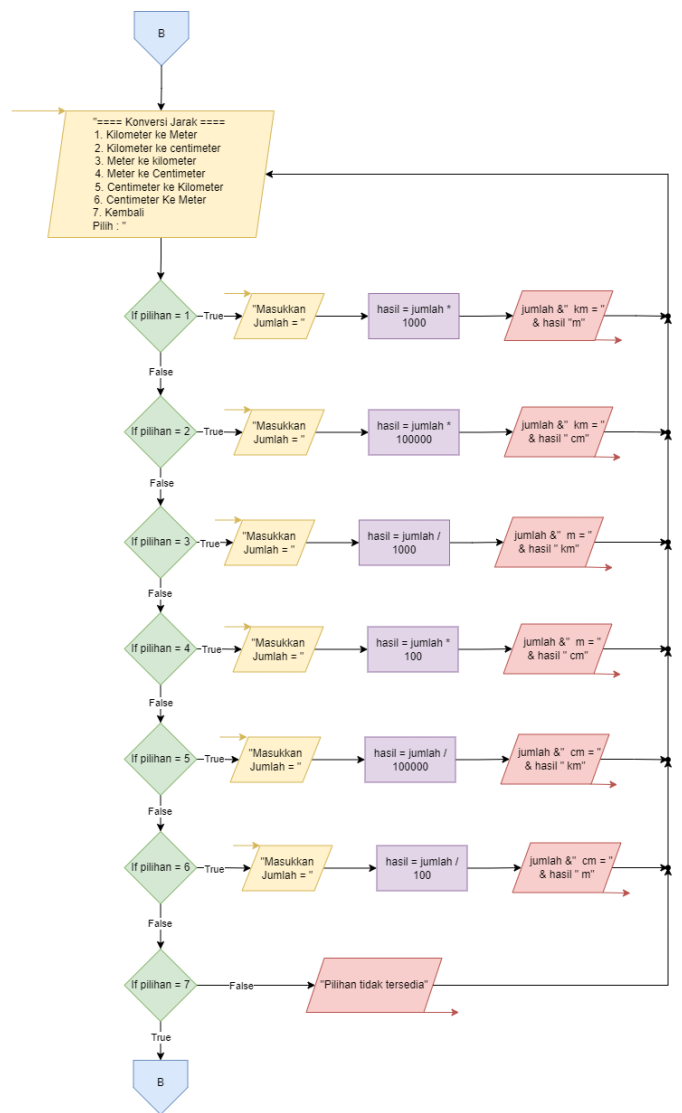 B
"==== Konversi Jarak ====
1. Kilometer ke Meter
2. Kilometer ke centimeter
3. Meter ke kilometer
4. Meter ke Centimeter
5. Centimeter ke Kilometer
6. Centimeter Ke Meter
7. Kembali
Pilih : "
If pilihan = 1
True
"Masukkan
Jumlah = "
hasil = jumlah *
1000
jumlah &" km = "
& hasil "m"
False
If pilihan = 2
True
"Masukkan
Jumlah = "
hasil = jumlah *
100000
jumlah &" km = "
& hasil " cm"
False
If pilihan = 3
True
"Masukkan
Jumlah = "
hasil = jumlah /
1000
jumlah &" m = "
& hasil " km"
False
If pilihan = 4
True
"Masukkan
Jumlah = "
hasil = jumlah *
100
jumlah &" m = "
& hasil " cm"
False
If pilihan = 5
True
"Masukkan
Jumlah = "
hasil = jumlah /
100000
jumlah &" cm = "
& hasil " km"
False
If pilihan = 6
True
"Masukkan
Jumlah = "
hasil = jumlah /
100
jumlah &" cm = "
& hasil " m"
False
If pilihan = 7
False
"Pilihan tidak tersedia"
True
B